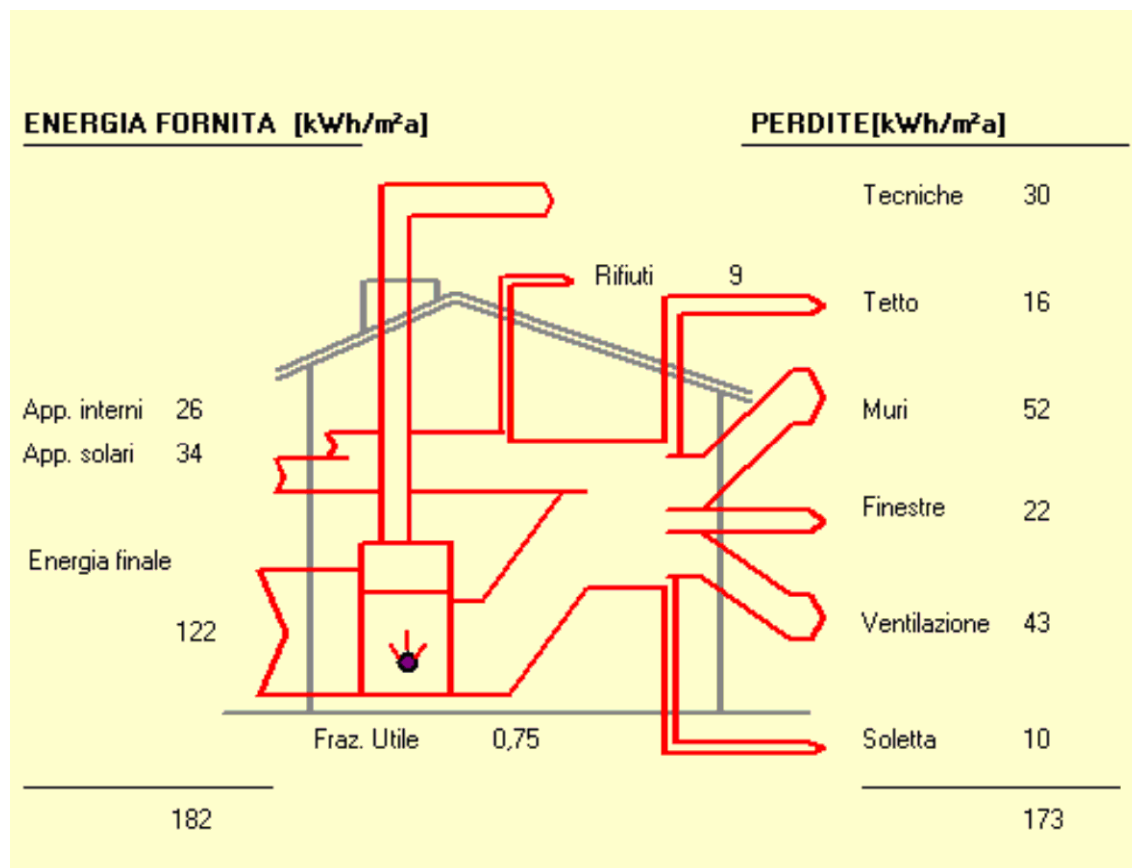 ENERGIA FORNITA [kWh/m²a]
PERDITE[kWh/m²a]
Tecniche 30
Rifiuti 9
Tetto 16
App. interni 26
Muri 52
App. solari 34
Finestre 22
Energia finale
122
Ventilazione 43
Fraz. Utile 0,75
Soletta 10
182
173